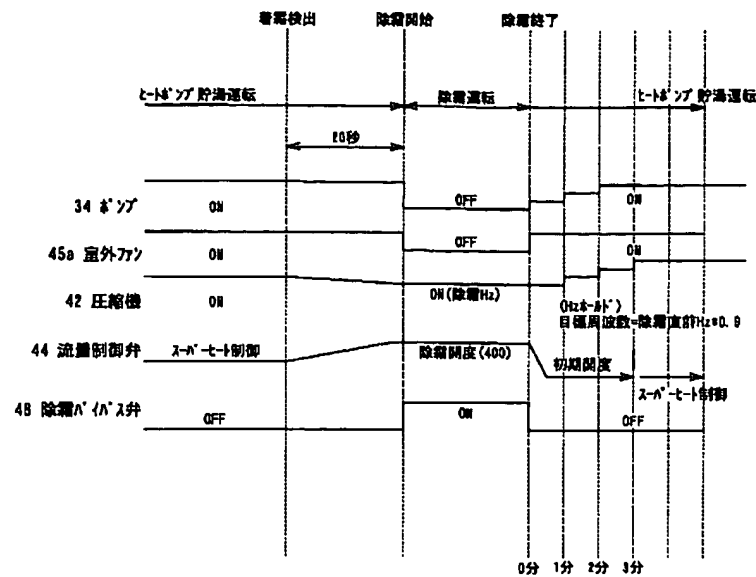 着霜検出 除霜開始 除霜終了
ヒートポンプ貯湯運転 除霜運転 ヒートポンプ貯湯運転
20秒
34 ポンプ ON OFF ON
45a 室外ファン ON OFF ON
42 圧縮機 ON ON(除霜Hz) (Hzホールド)
目標周波数=除霜直前Hz*0.9
44 流量制御弁 スーパーヒート制御 除霜開度(400) 初期開度 スーパーヒート制御
48 除霜バイパス弁 OFF ON OFF
0分 1分 2分 3分